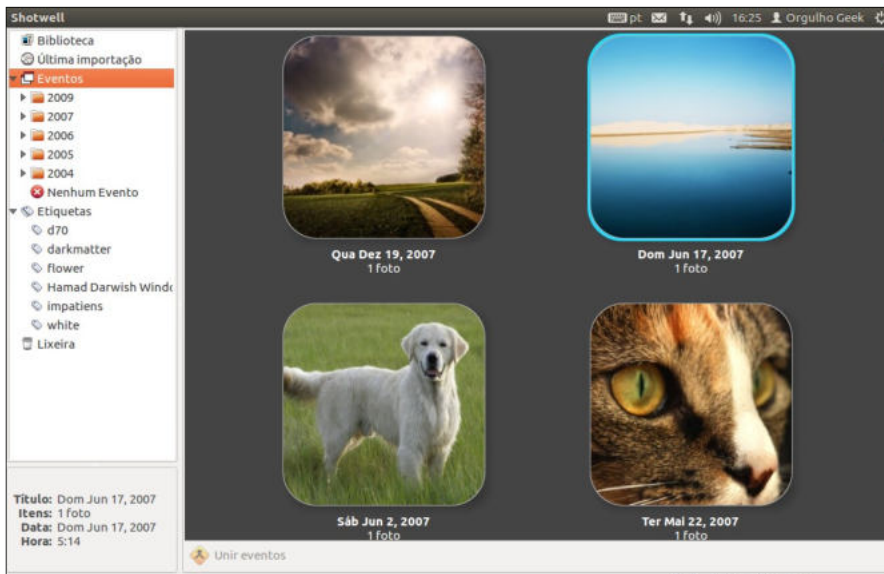 Shotwell
pt
16:25
Orgulho Geek
Biblioteca
Última importação
Eventos
2009
2007
2006
2005
2004
Nenhum Evento
Etiquetas
d70
darkmatter
flower
Hamad Darwish Windo
impatiens
white
Lixeira
Título: Dom Jun 17, 2007
Itens: 1 foto
Data: Dom Jun 17, 2007
Hora: 5:14
Qua Dez 19, 2007
1 foto
Dom Jun 17, 2007
1 foto
Sáb Jun 2, 2007
1 foto
Ter Mai 22, 2007
1 foto
Unir eventos